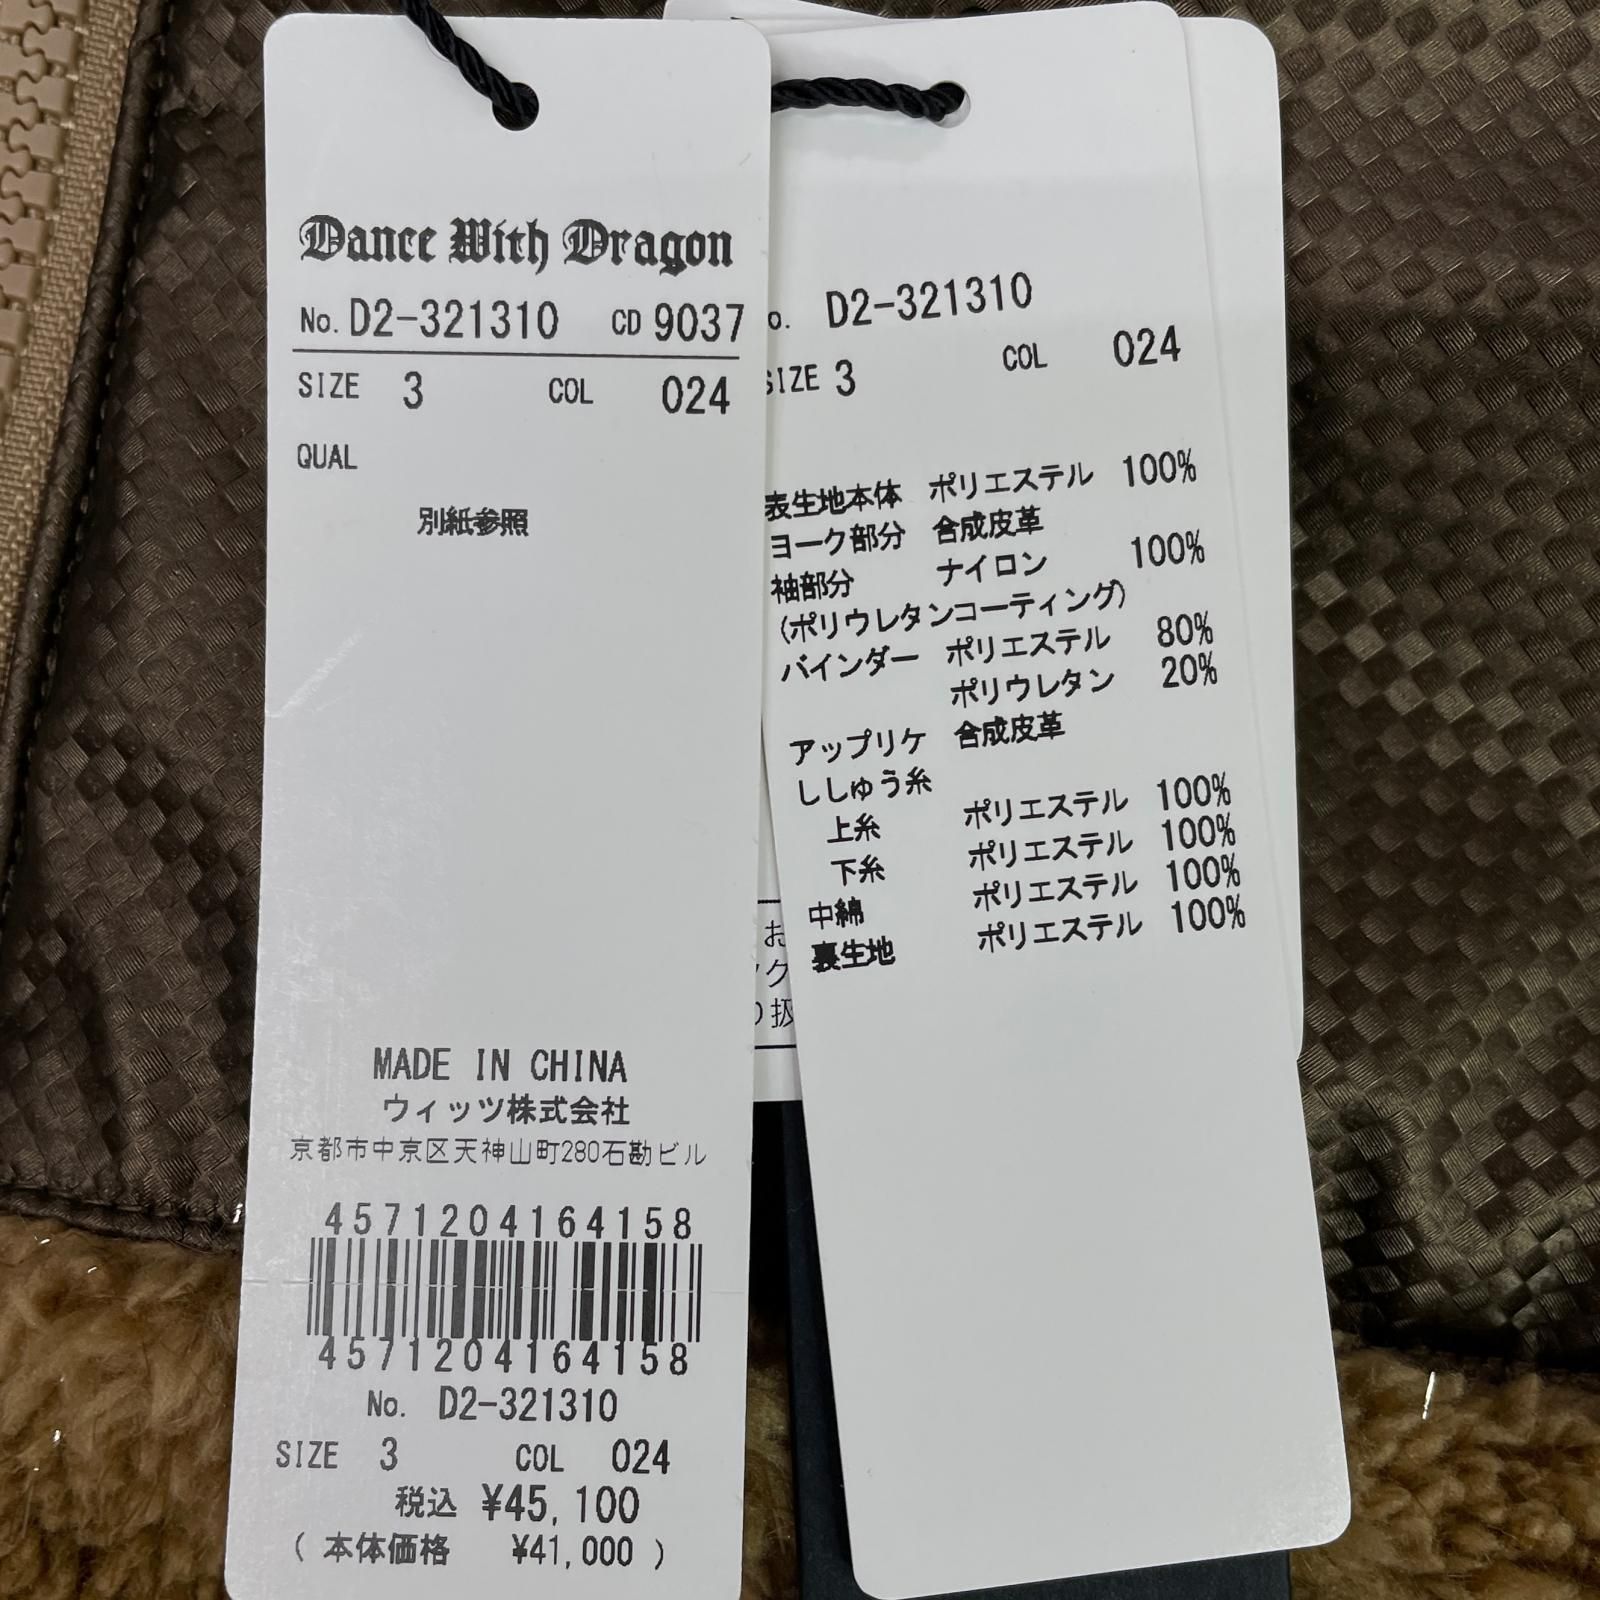 Dance With Dragon
No. D2-321310 CD 9037
SIZE 3 COL 024
QUAL
別紙参照
MADE IN CHINA
ウィッツ株式会社
京都市中京区天神山町280石勘ビル
4571204164158
4571204164158
No. D2-321310
SIZE 3 COL 024
税込 ¥45,100
( 本体価格 ¥41,000 )
o. D2-321310
SIZE 3 COL 024
表生地本体 ポリエステル 100%
ヨーク部分 合成皮革
袖部分 ナイロン 100%
(ポリウレタンコーティング)
バインダー ポリエステル 80%
ポリウレタン 20%
アップリケ 合成皮革
ししゅう糸
上糸 ポリエステル 100%
下糸 ポリエステル 100%
中綿 ポリエステル 100%
裏生地 ポリエステル 100%
お
ク
り扱